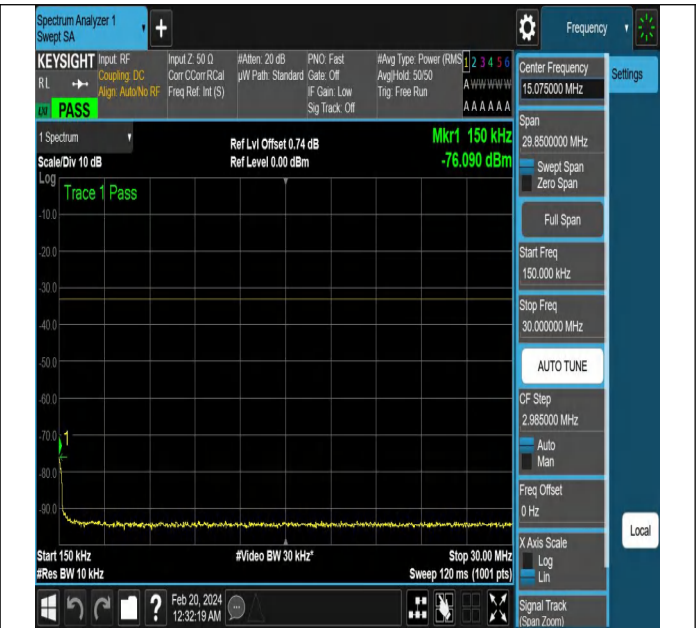 Spectrum Analyzer 1
Swept SA
+
Frequency
KEYSIGHT
RL
PASS
Input: RF
Coupling: DC
Align: Auto/No RF
Input Z: 50 Ω
Corr CCorr RCal
Freq Ref: Int (S)
#Atten: 20 dB
µW Path: Standard
PNO: Fast
Gate: Off
IF Gain: Low
Sig Track: Off
#Avg Type: Power (RMS
Avg|Hold: 50/50
Trig: Free Run
1 2 3 4 5 6
A W W W W W
A A A A A A
1 Spectrum
Scale/Div 10 dB
Ref Lvl Offset 0.74 dB
Ref Level 0.00 dBm
Mkr1 150 kHz
-76.090 dBm
Log
Trace 1 Pass
-10.0
-20.0
-30.0
-40.0
-50.0
-60.0
-70.0
1
-80.0
-90.0
Start 150 kHz
#Res BW 10 kHz
#Video BW 30 kHz*
Stop 30.00 MHz
Sweep 120 ms (1001 pts)
?
Feb 20, 2024
12:32:19 AM
Center Frequency
15.075000 MHz
Settings
Span
29.8500000 MHz
Swept Span
Zero Span
Full Span
Start Freq
150.000 kHz
Stop Freq
30.000000 MHz
AUTO TUNE
CF Step
2.985000 MHz
Auto
Man
Freq Offset
0 Hz
X Axis Scale
Log
Lin
Local
Signal Track
(Span Zoom)